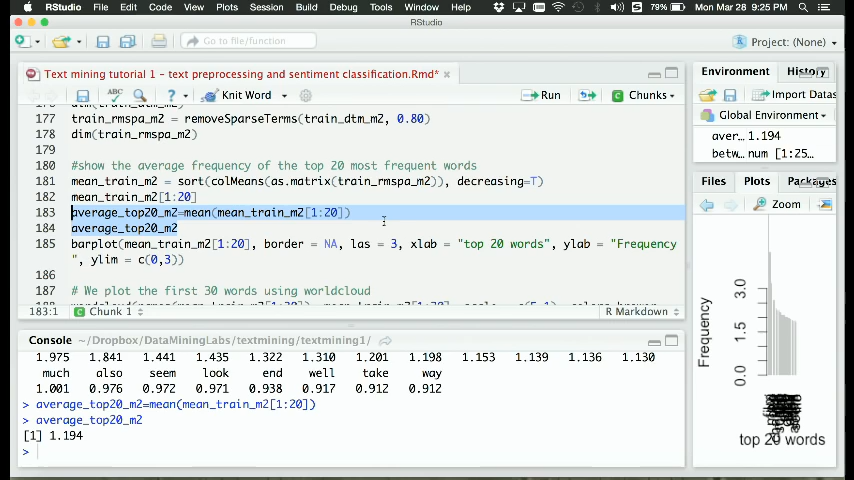 RStudio File Edit Code View Plots Session Build Debug Tools Window Help 79% Mon Mar 28 9:25 PM
RStudio
Go to file/function Project: (None)
Text mining tutorial 1 - text preprocessing and sentiment classification.Rmd*
ABC Knit Word Run Chunks
177 train_rmspa_m2 = removeSparseTerms(train_dtm_m2, 0.80)
178 dim(train_rmspa_m2)
179
180 #show the average frequency of the top 20 most frequent words
181 mean_train_m2 = sort(colMeans(as.matrix(train_rmspa_m2)), decreasing=T)
182 mean_train_m2[1:20]
183 average_top20_m2=mean(mean_train_m2[1:20])
184 average_top20_m2
185 barplot(mean_train_m2[1:20], border = NA, las = 3, xlab = "top 20 words", ylab = "Frequency
", ylim = c(0,3))
186
187 # We plot the first 30 words using worldcloud
183:1 Chunk 1 R Markdown
Console ~/Dropbox/DataMiningLabs/textmining/textmining1/
1.975 1.841 1.441 1.435 1.322 1.310 1.201 1.198 1.153 1.139 1.136 1.130
much also seem look end well take way
1.001 0.976 0.972 0.971 0.938 0.917 0.912 0.912
> average_top20_m2=mean(mean_train_m2[1:20])
> average_top20_m2
[1] 1.194
>
Environment History
Import Datas
Global Environment
aver… 1.194
betw… num [1:25…
Files Plots Packages
Zoom
Frequency
0.0 1.5 3.0
top 20 words